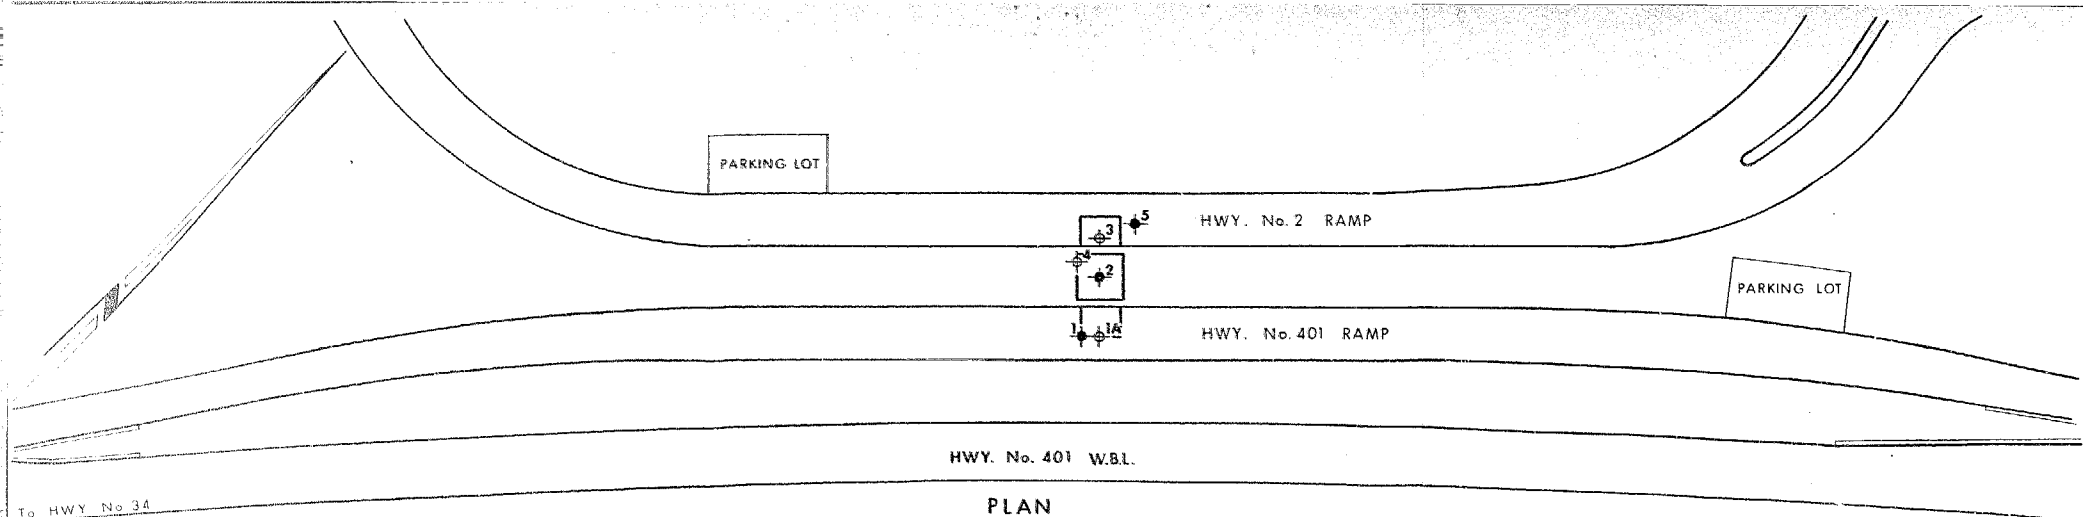 PARKING LOT
5
HWY. No. 2 RAMP
3
4
2
PARKING LOT
1 1A
HWY. No. 401 RAMP
HWY. No. 401 W.B.L.
To HWY No 34
PLAN